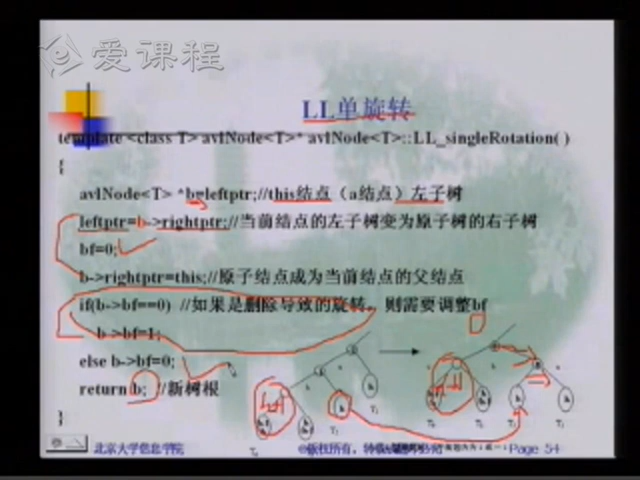 爱课程
LL单旋转
template <class T> avlNode<T>* avlNode<T>::LL_singleRotation( )
{
avlNode<T> *b=leftptr;//this结点（a结点）左子树
leftptr=b->rightptr;//当前结点的左子树变为原子树的右子树
bf=0;
b->rightptr=this;//原子结点成为当前结点的父结点
if(b->bf==0) //如果是删除导致的旋转，则需要调整bf
b->bf=1;
else b->bf=0;
return b; //新树根
}
北京大学信息学院
©版权所有，
Page 54